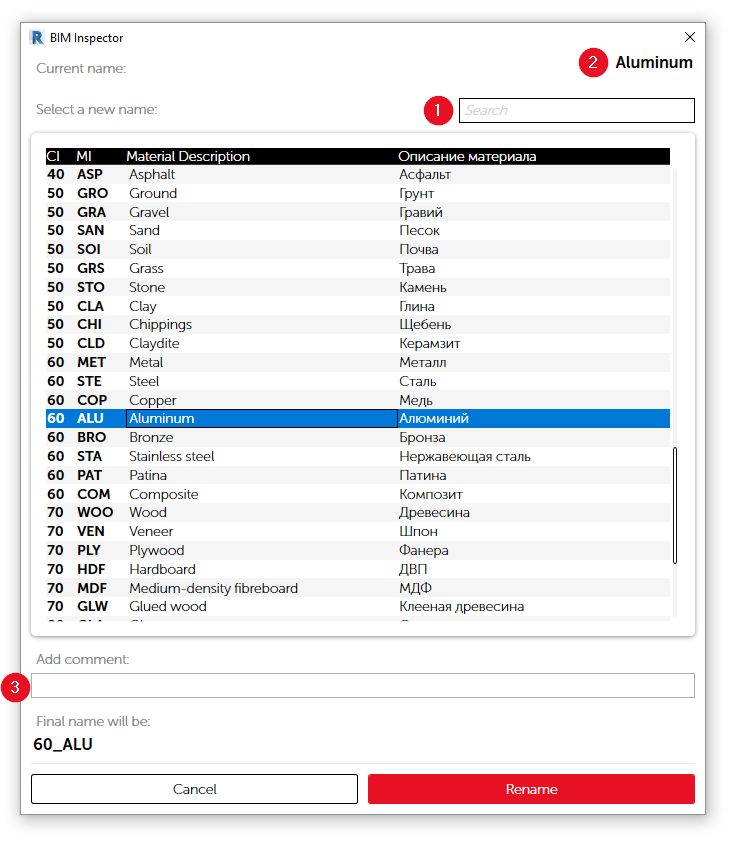 BIM Inspector
Current name: 2 Aluminum
Select a new name: 1 Search
CI MI Material Description Описание материала
40 ASP Asphalt Асфальт
50 GRO Ground Грунт
50 GRA Gravel Гравий
50 SAN Sand Песок
50 SOI Soil Почва
50 GRS Grass Трава
50 STO Stone Камень
50 CLA Clay Глина
50 CHI Chippings Щебень
50 CLD Claydite Керамзит
60 MET Metal Металл
60 STE Steel Сталь
60 COP Copper Медь
60 ALU Aluminum Алюминий
60 BRO Bronze Бронза
60 STA Stainless steel Нержавеющая сталь
60 PAT Patina Патина
60 COM Composite Композит
70 WOO Wood Древесина
70 VEN Veneer Шпон
70 PLY Plywood Фанера
70 HDF Hardboard ДВП
70 MDF Medium-density fibreboard МДФ
70 GLW Glued wood Клееная древесина
Add comment:
3
Final name will be:
60_ALU
Cancel Rename